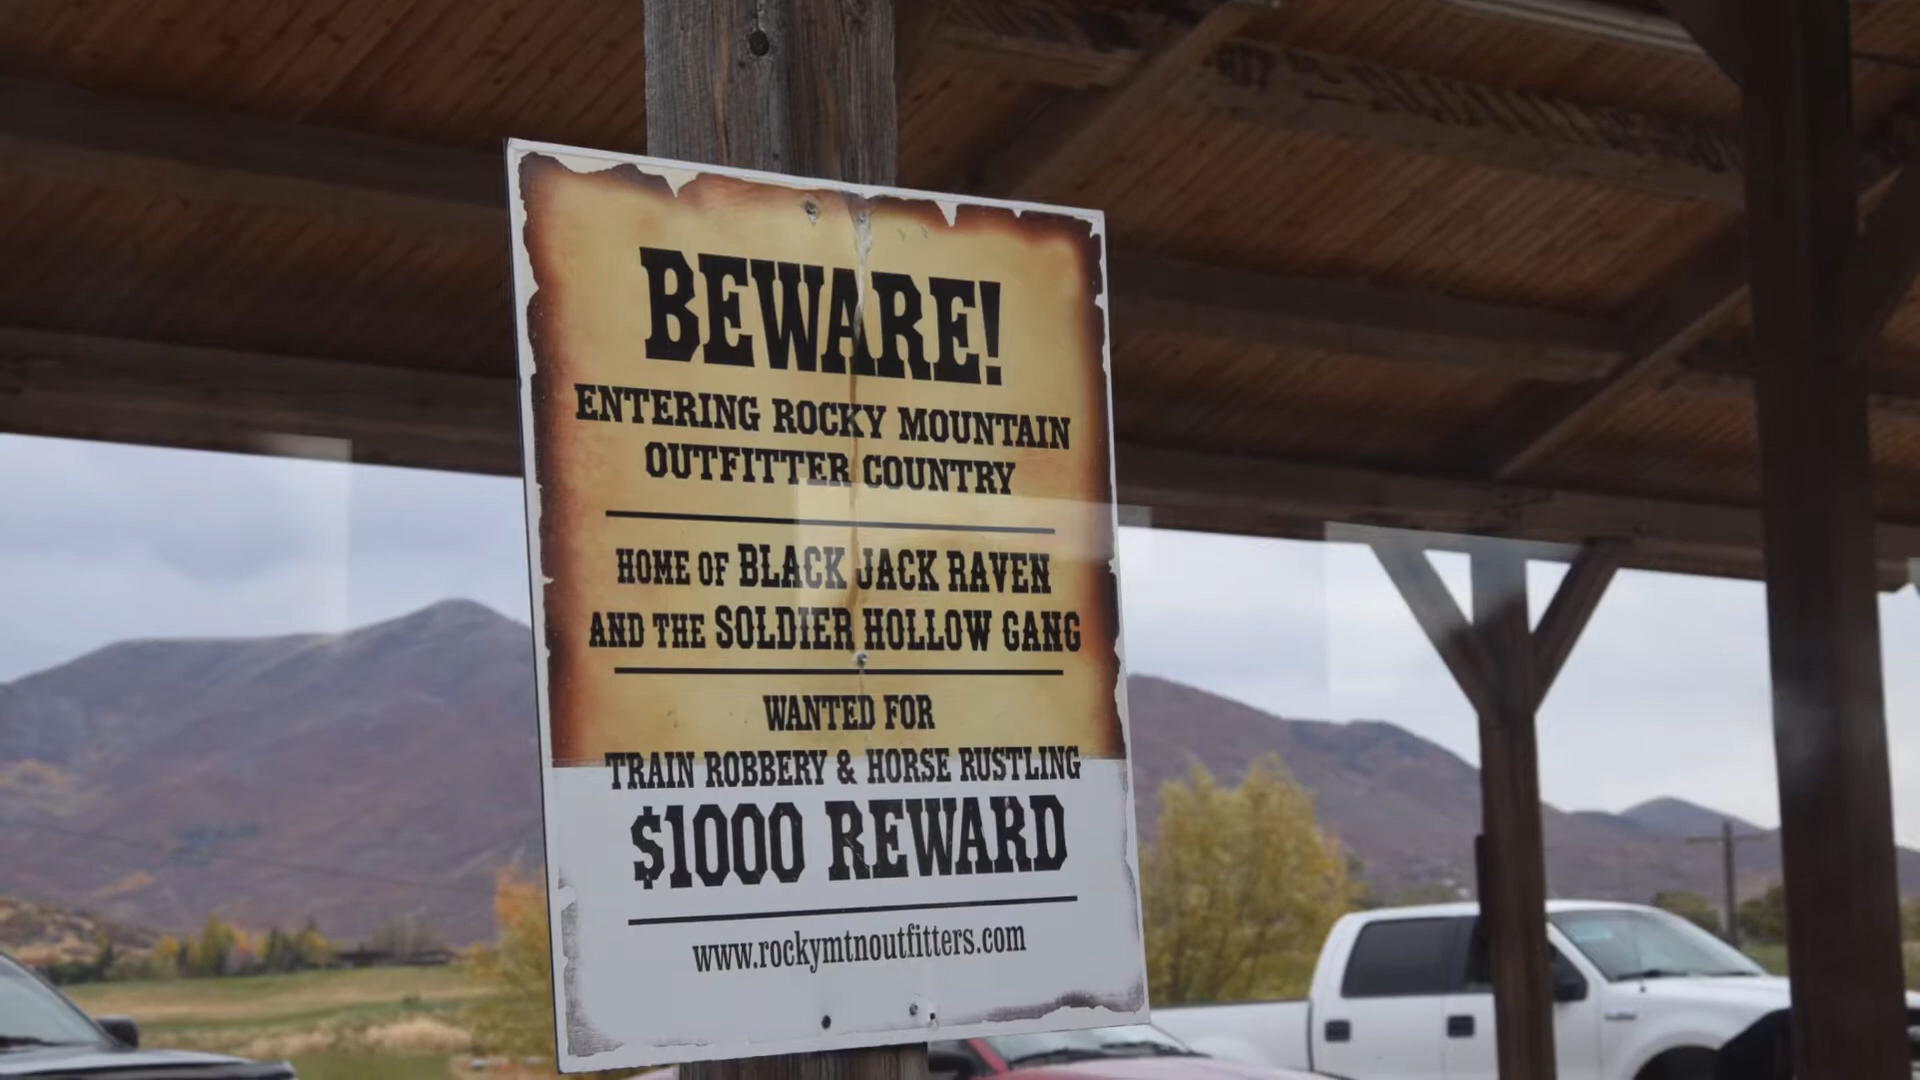 BEWARE!
ENTERING ROCKY MOUNTAIN
OUTFITTER COUNTRY
HOME OF BLACK JACK RAVEN
AND THE SOLDIER HOLLOW GANG
WANTED FOR
TRAIN ROBBERY & HORSE RUSTLING
$1000 REWARD
www.rockymtnoutfitters.com